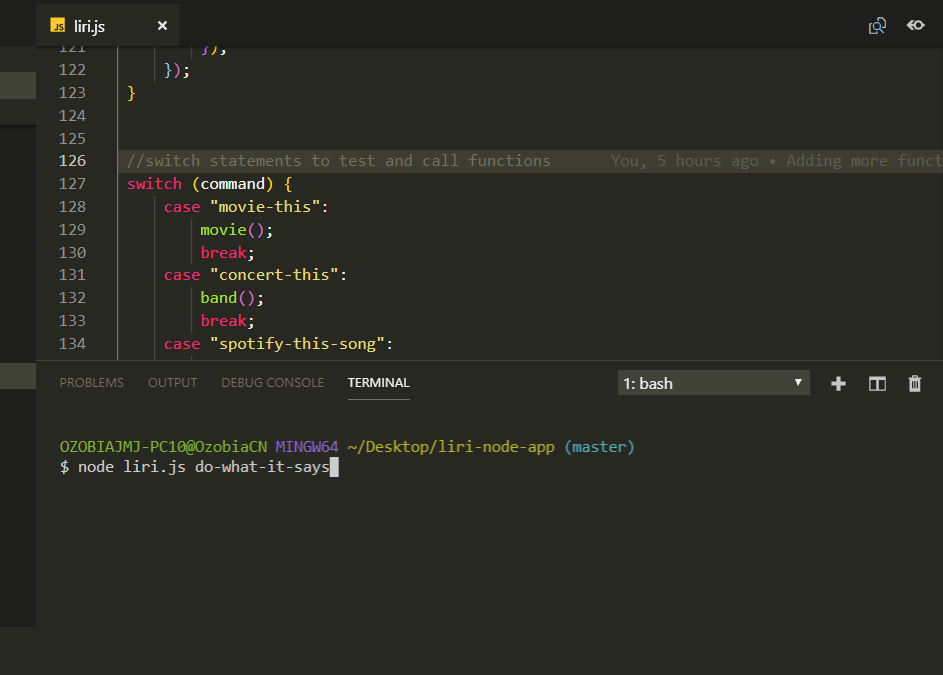 JS liri.js ×
121 });
122 });
123 }
124
125
126 //switch statements to test and call functions You, 5 hours ago • Adding more funct
127 switch (command) {
128 case "movie-this":
129 movie();
130 break;
131 case "concert-this":
132 band();
133 break;
134 case "spotify-this-song":
PROBLEMS OUTPUT DEBUG CONSOLE TERMINAL 1: bash
OZOBIAJMJ-PC10@OzobiaCN MINGW64 ~/Desktop/liri-node-app (master)
$ node liri.js do-what-it-says